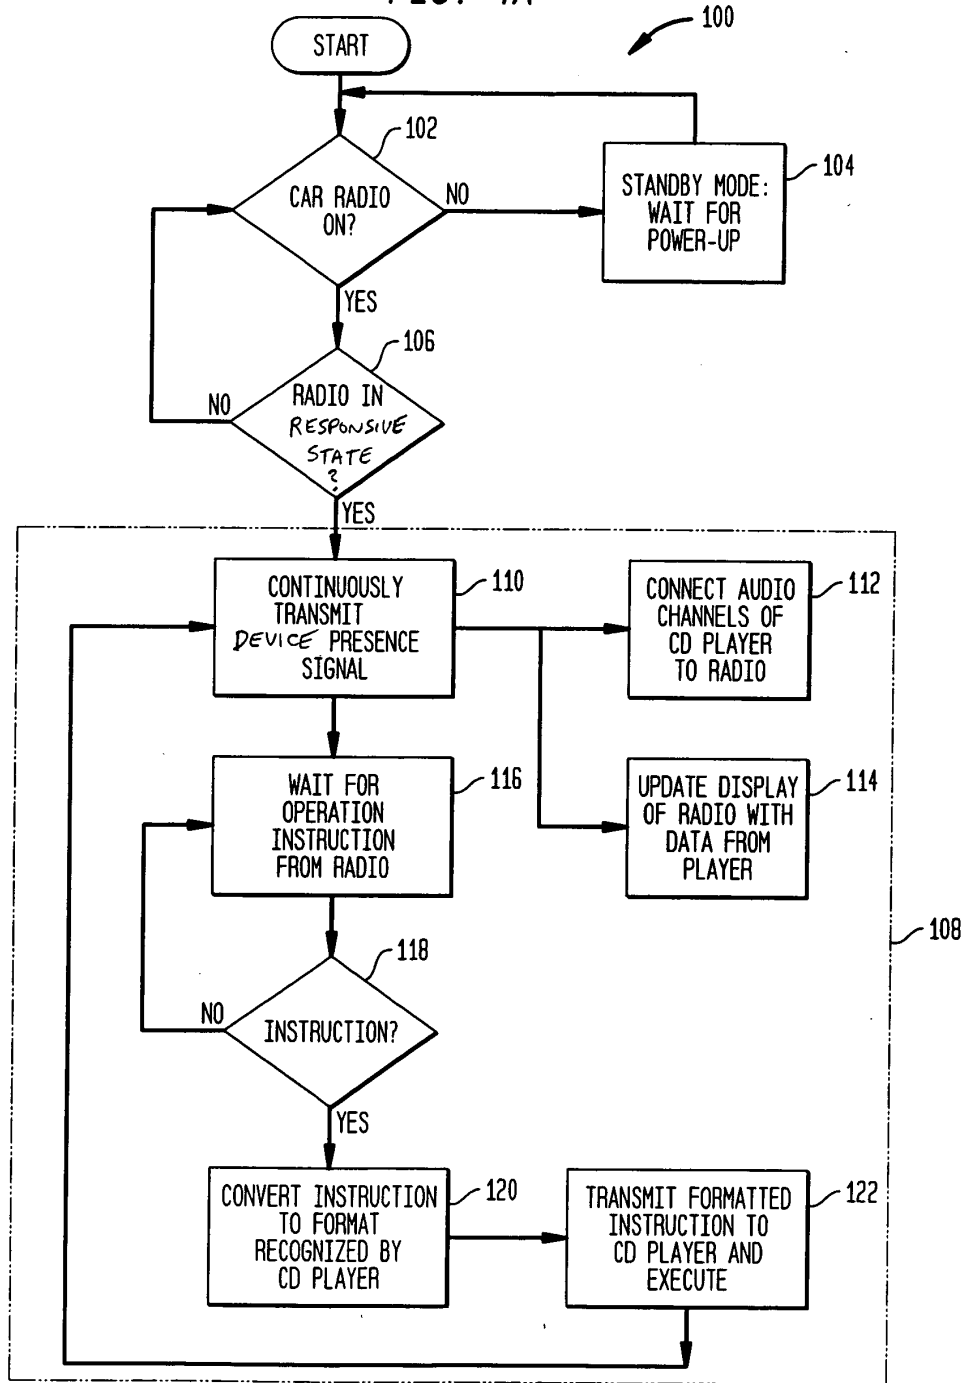 FIG. 4A
100
START
102
CAR RADIO
ON?
NO
104
STANDBY MODE:
WAIT FOR
POWER-UP
YES
106
RADIO IN
RESPONSIVE
STATE
?
NO
YES
110
CONTINUOUSLY
TRANSMIT
DEVICE PRESENCE
SIGNAL
112
CONNECT AUDIO
CHANNELS OF
CD PLAYER
TO RADIO
116
WAIT FOR
OPERATION
INSTRUCTION
FROM RADIO
114
UPDATE DISPLAY
OF RADIO WITH
DATA FROM
PLAYER
108
118
INSTRUCTION?
NO
YES
120
CONVERT INSTRUCTION
TO FORMAT
RECOGNIZED BY
CD PLAYER
122
TRANSMIT FORMATTED
INSTRUCTION TO
CD PLAYER AND
EXECUTE